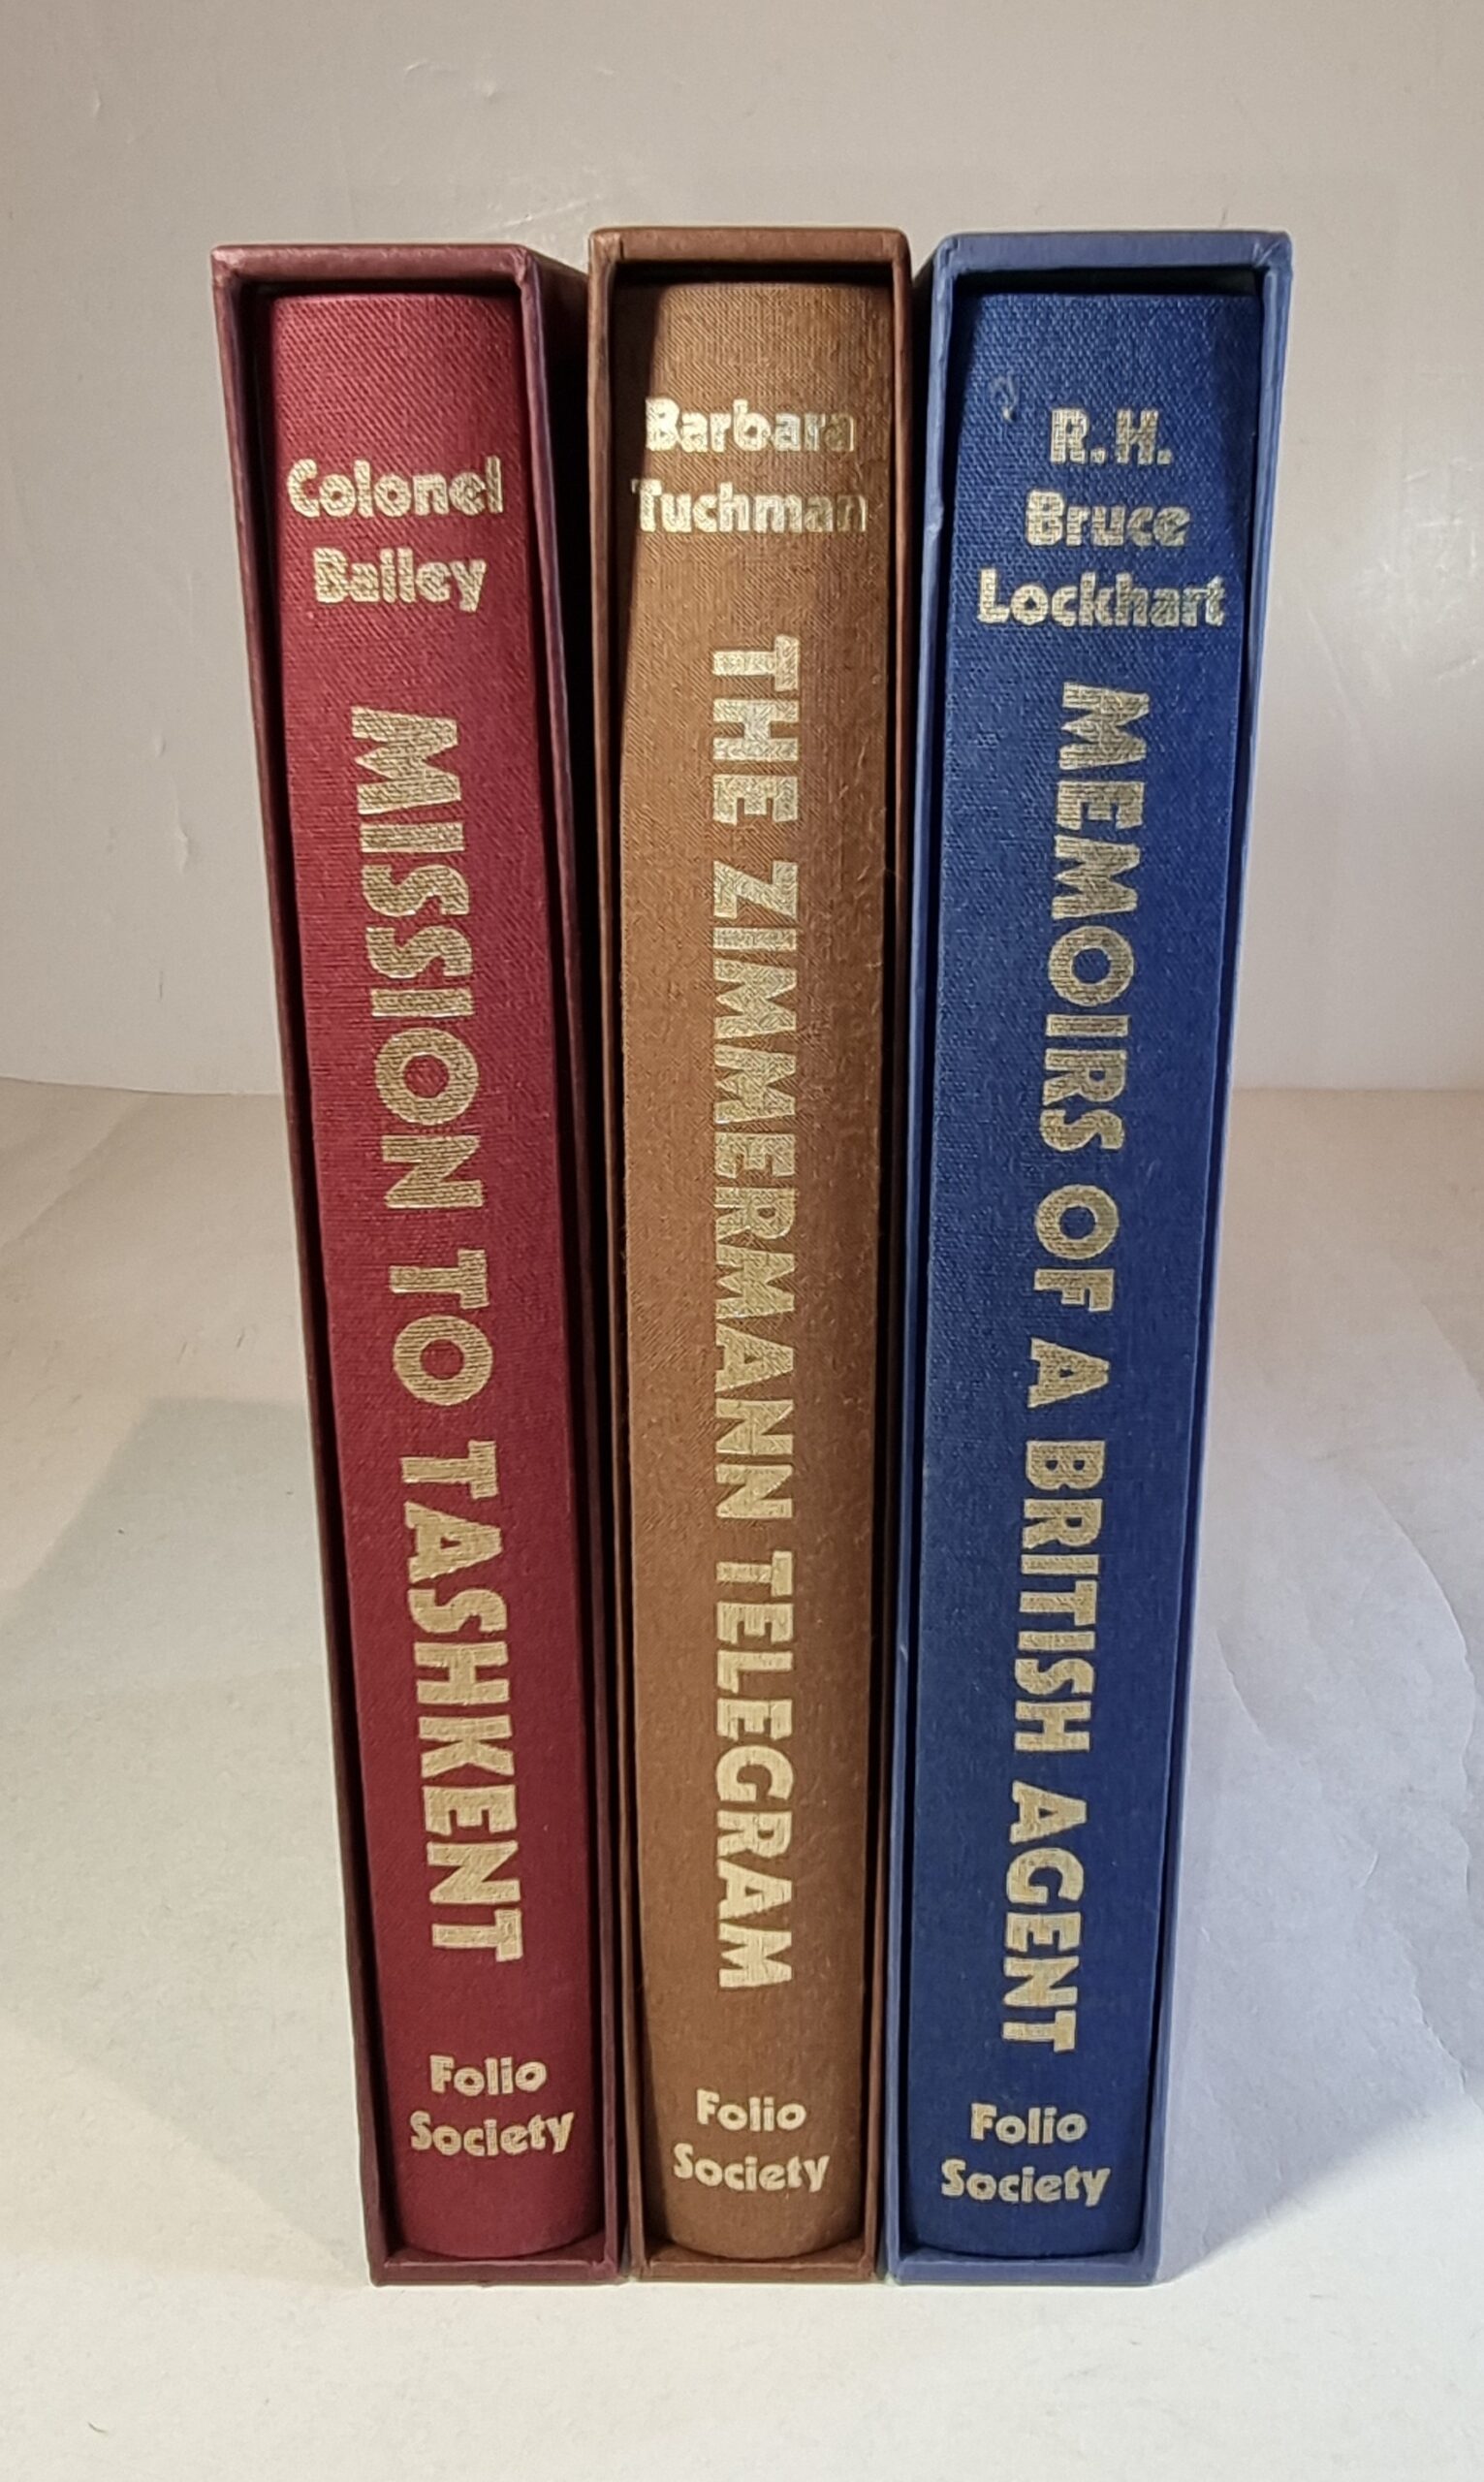 Colonel
Bailey
MISSION TO TASHKENT
Folio
Society
Barbara
Tuchman
THE ZIMMERMANN TELEGRAM
Folio
Society
R.H.
Bruce
Lockhart
MEMOIRS OF A BRITISH AGENT
Folio
Society